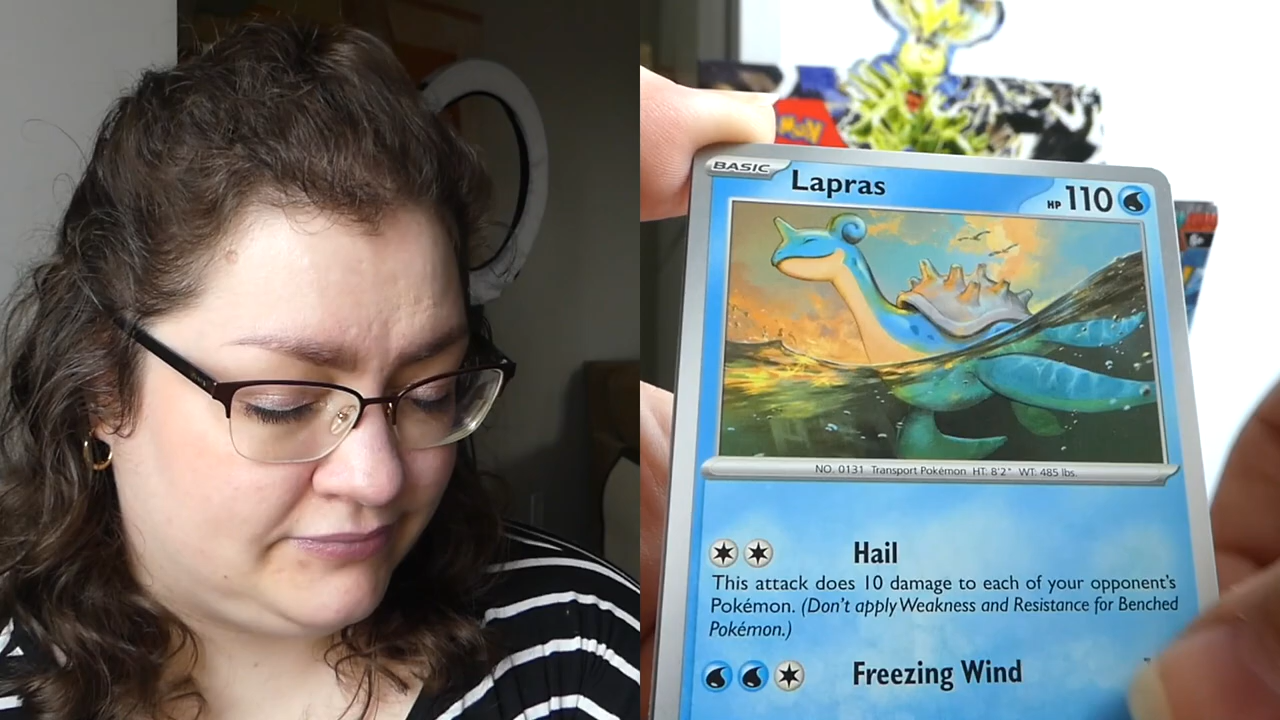 BASIC
Lapras
HP 110
NO. 0131 Transport Pokémon HT: 8'2" WT: 485 lbs.
Hail
This attack does 10 damage to each of your opponent's
Pokémon. (Don't apply Weakness and Resistance for Benched
Pokémon.)
Freezing Wind